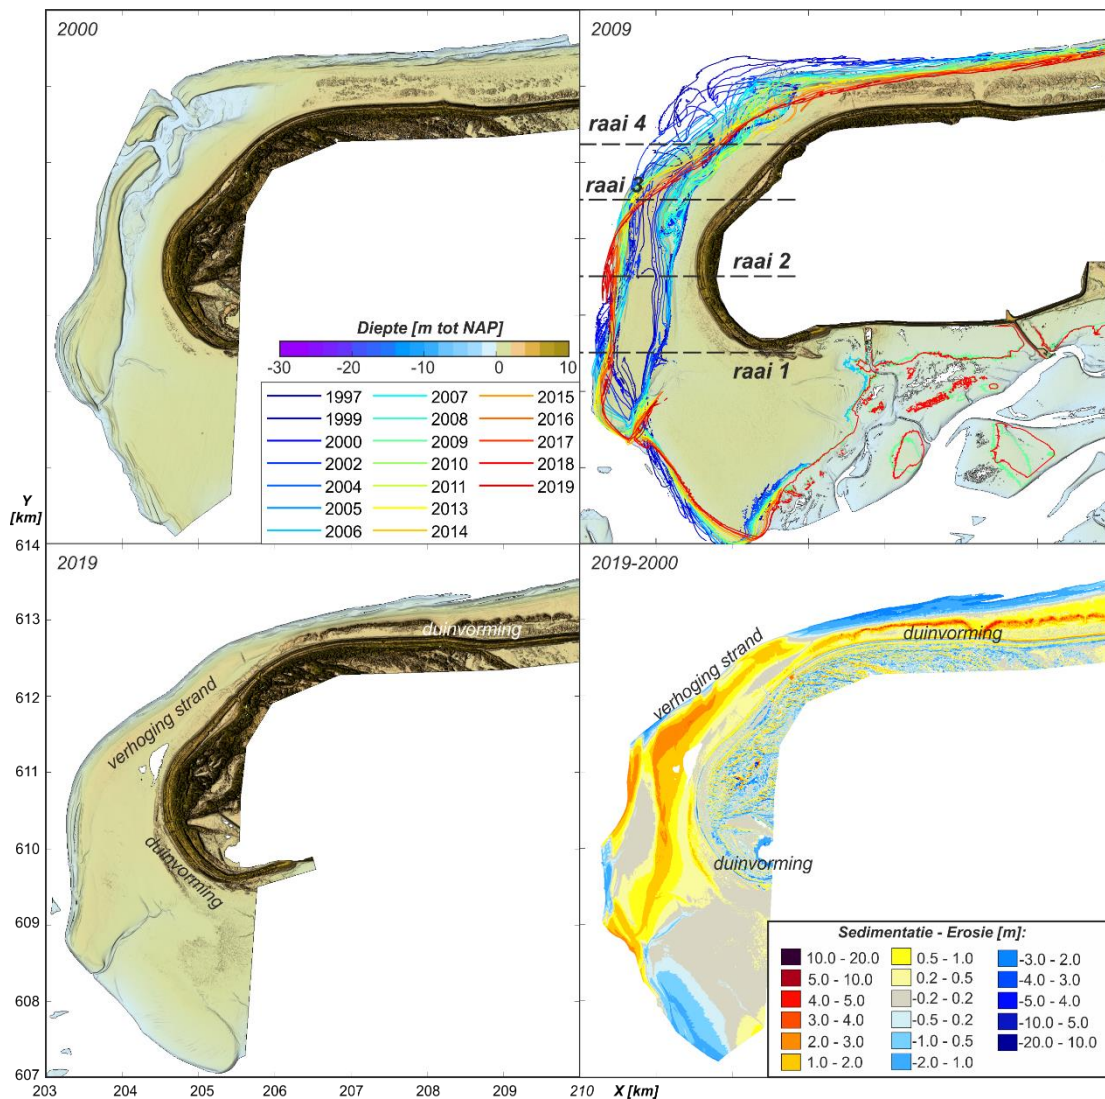 2000
2009
raai 4
raai 3
raai 2
raai 1
Diepte [m tot NAP]
-30 -20 -10 0 10
1997 2007 2015
1999 2008 2016
2000 2009 2017
2002 2010 2018
2004 2011 2019
2005 2013
2006 2014
Y
[km]
614
2019
2019-2000
613
612
611
610
609
608
607
duinvorming
verhoging strand
duinvorming
verhoging strand
duinvorming
duinvorming
Sedimentatie - Erosie [m]:
10.0 - 20.0 0.5 - 1.0 -3.0 - 2.0
5.0 - 10.0 0.2 - 0.5 -4.0 - 3.0
4.0 - 5.0 -0.2 - 0.2 -5.0 - 4.0
3.0 - 4.0 -0.5 - 0.2 -10.0 - 5.0
2.0 - 3.0 -1.0 - 0.5 -20.0 - 10.0
1.0 - 2.0 -2.0 - 1.0
203 204 205 206 207 208 209 210 X [km]